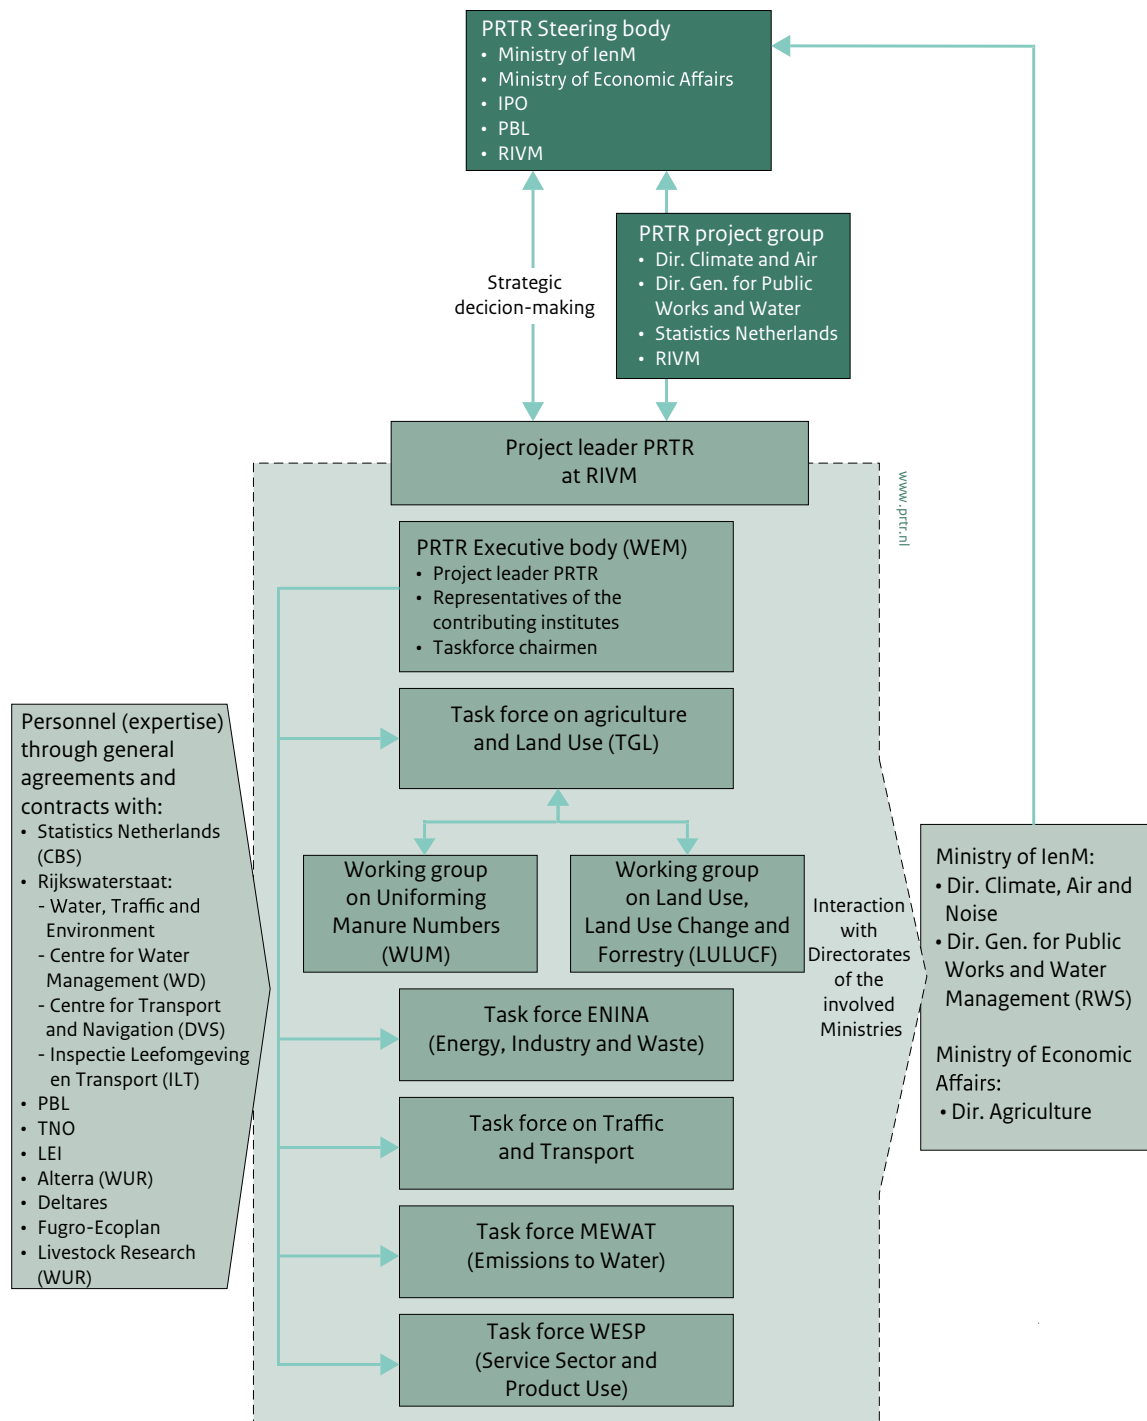 PRTR Steering body
• Ministry of IenM
• Ministry of Economic Affairs
• IPO
• PBL
• RIVM
PRTR project group
• Dir. Climate and Air
• Dir. Gen. for Public
Works and Water
• Statistics Netherlands
• RIVM
Strategic
decicion-making
Project leader PRTR
at RIVM
www.prtr.nl
PRTR Executive body (WEM)
• Project leader PRTR
• Representatives of the
contributing institutes
• Taskforce chairmen
Task force on agriculture
and Land Use (TGL)
Working group
on Uniforming
Manure Numbers
(WUM)
Working group
on Land Use,
Land Use Change and
Forrestry (LULUCF)
Task force ENINA
(Energy, Industry and Waste)
Task force on Traffic
and Transport
Task force MEWAT
(Emissions to Water)
Task force WESP
(Service Sector and
Product Use)
Personnel (expertise)
through general
agreements and
contracts with:
• Statistics Netherlands
(CBS)
• Rijkswaterstaat:
- Water, Traffic and
Environment
- Centre for Water
Management (WD)
- Centre for Transport
and Navigation (DVS)
- Inspectie Leefomgeving
en Transport (ILT)
• PBL
• TNO
• LEI
• Alterra (WUR)
• Deltares
• Fugro-Ecoplan
• Livestock Research
(WUR)
Interaction
with
Directorates
of the
involved
Ministries
Ministry of IenM:
• Dir. Climate, Air and
Noise
• Dir. Gen. for Public
Works and Water
Management (RWS)
Ministry of Economic
Affairs:
• Dir. Agriculture